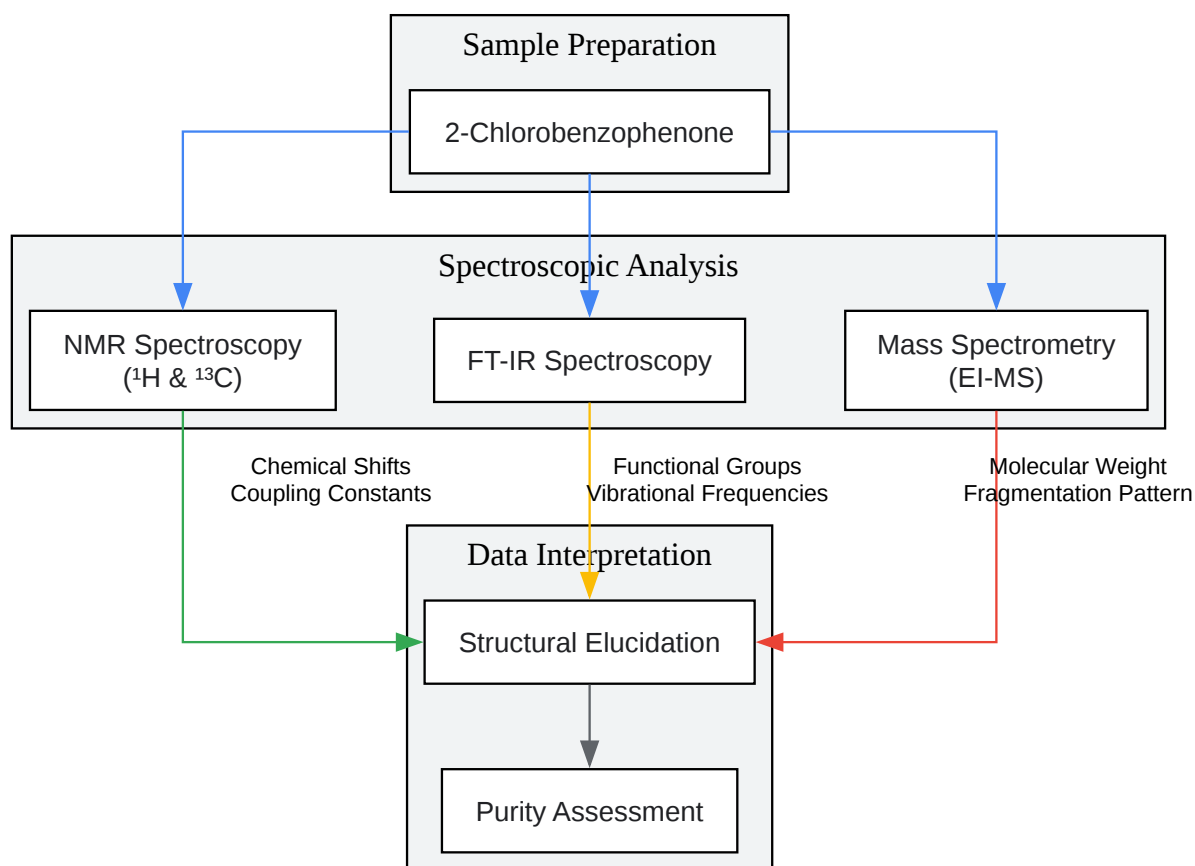 Sample Preparation
2-Chlorobenzophenone
Spectroscopic Analysis
NMR Spectroscopy
(¹H & ¹³C)
FT-IR Spectroscopy
Mass Spectrometry
(EI-MS)
Chemical Shifts
Coupling Constants
Functional Groups
Vibrational Frequencies
Molecular Weight
Fragmentation Pattern
Data Interpretation
Structural Elucidation
Purity Assessment